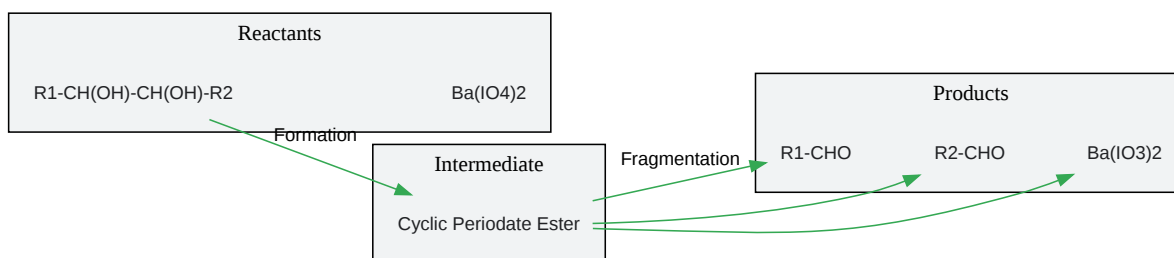 Reactants
R1-CH(OH)-CH(OH)-R2
Ba(IO4)2
Formation
Intermediate
Cyclic Periodate Ester
Fragmentation
Products
R1-CHO
R2-CHO
Ba(IO3)2